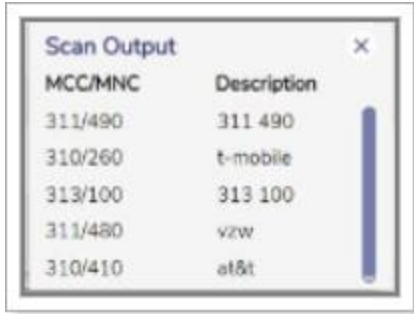 Scan Output ×
MCC/MNC Description
311/490 311 490
310/260 t-mobile
313/100 313 100
311/480 vzw
310/410 at&t